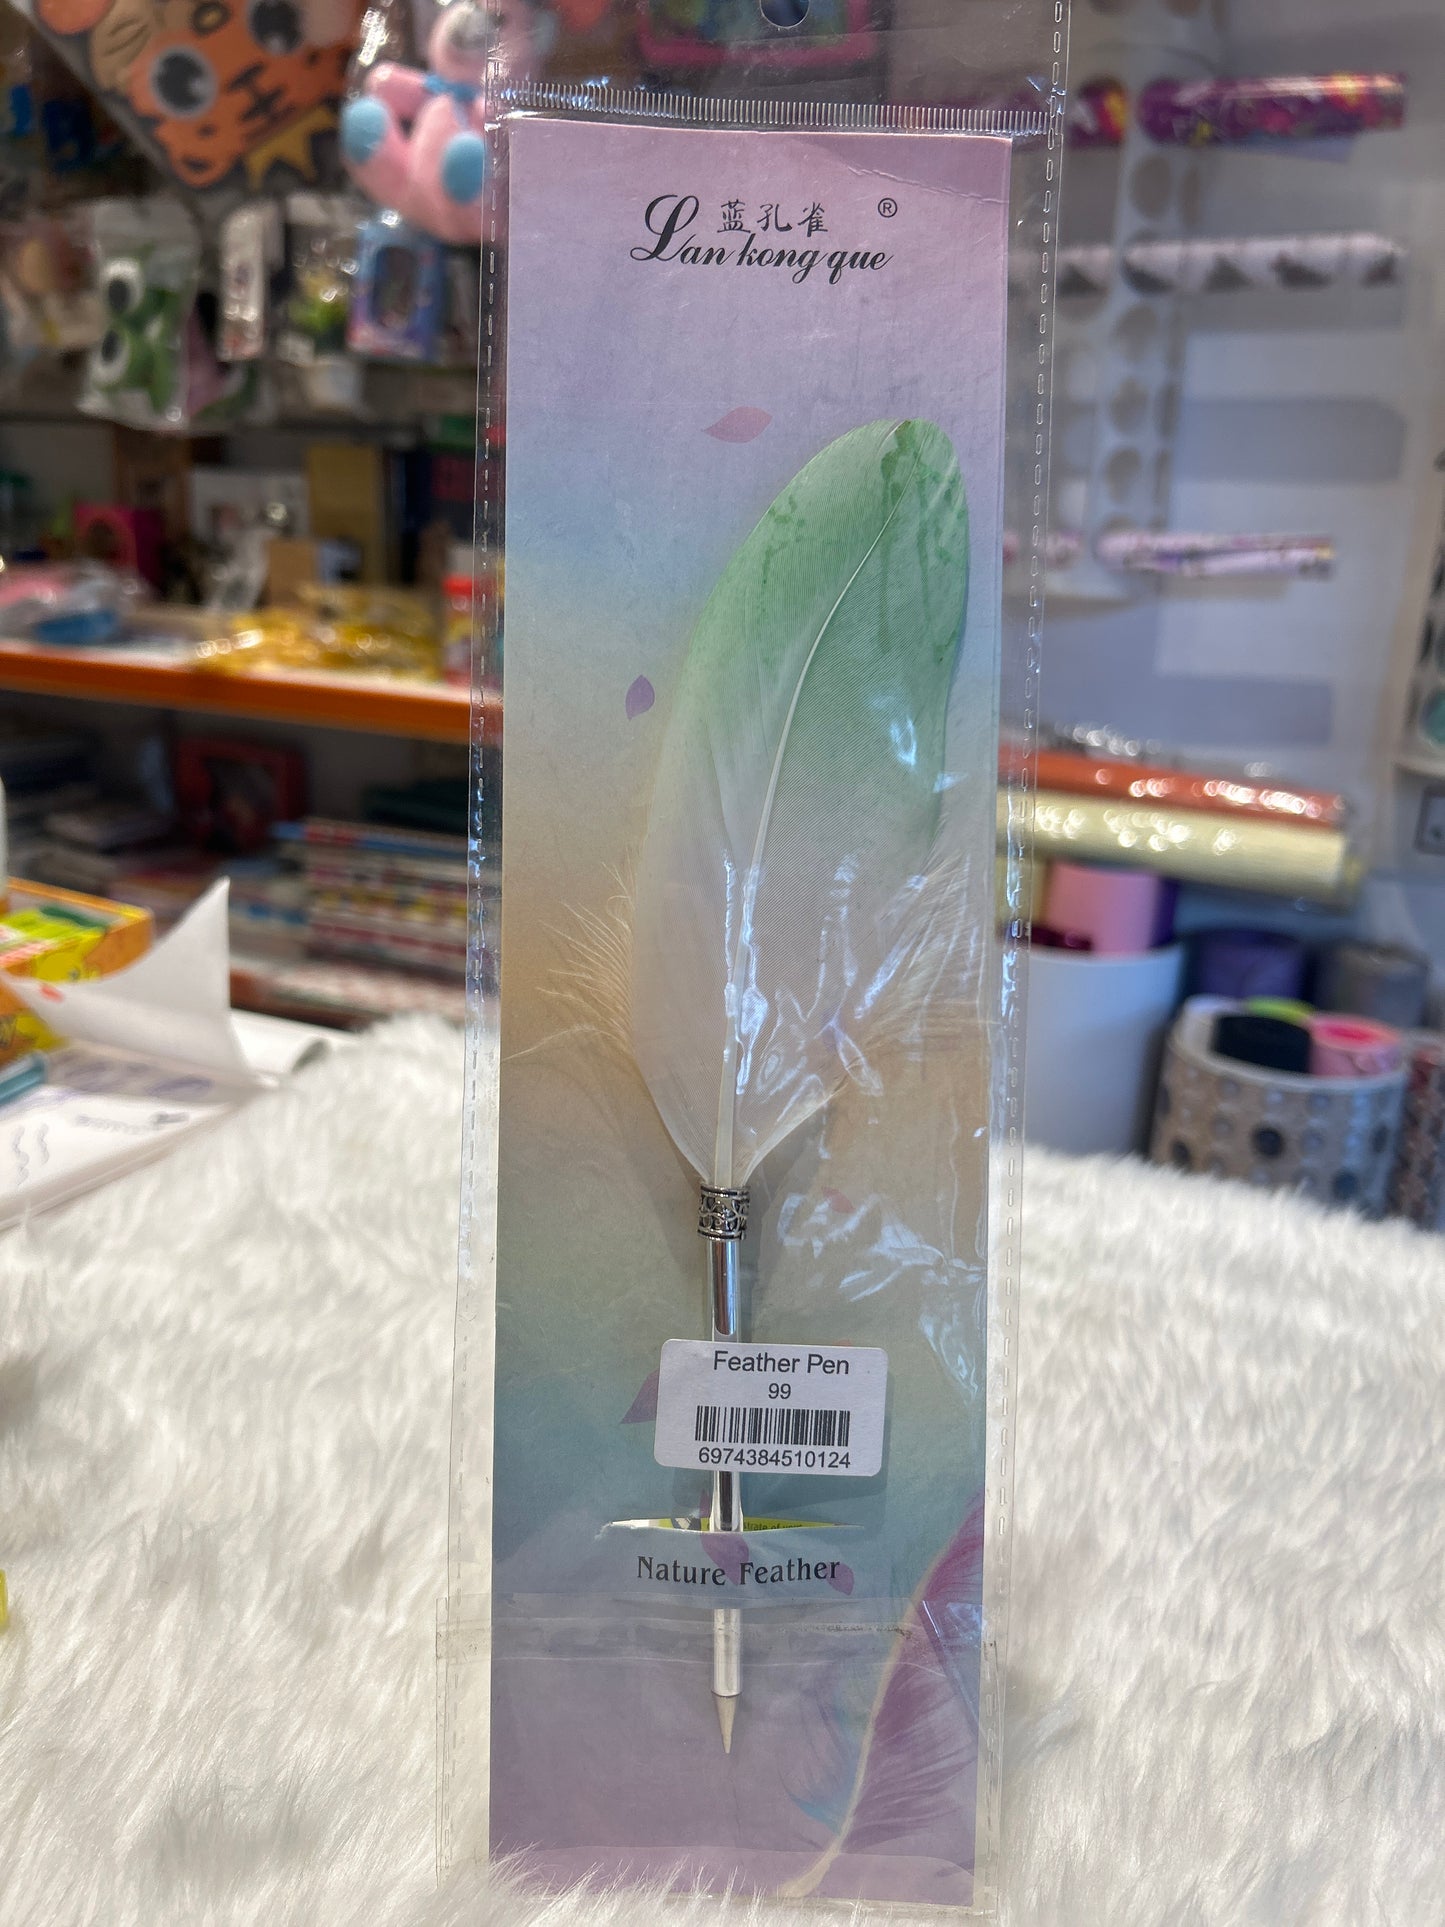 蓝孔雀 ®
Lan kong que
Feather Pen
99
6974384510124
Nature Feather